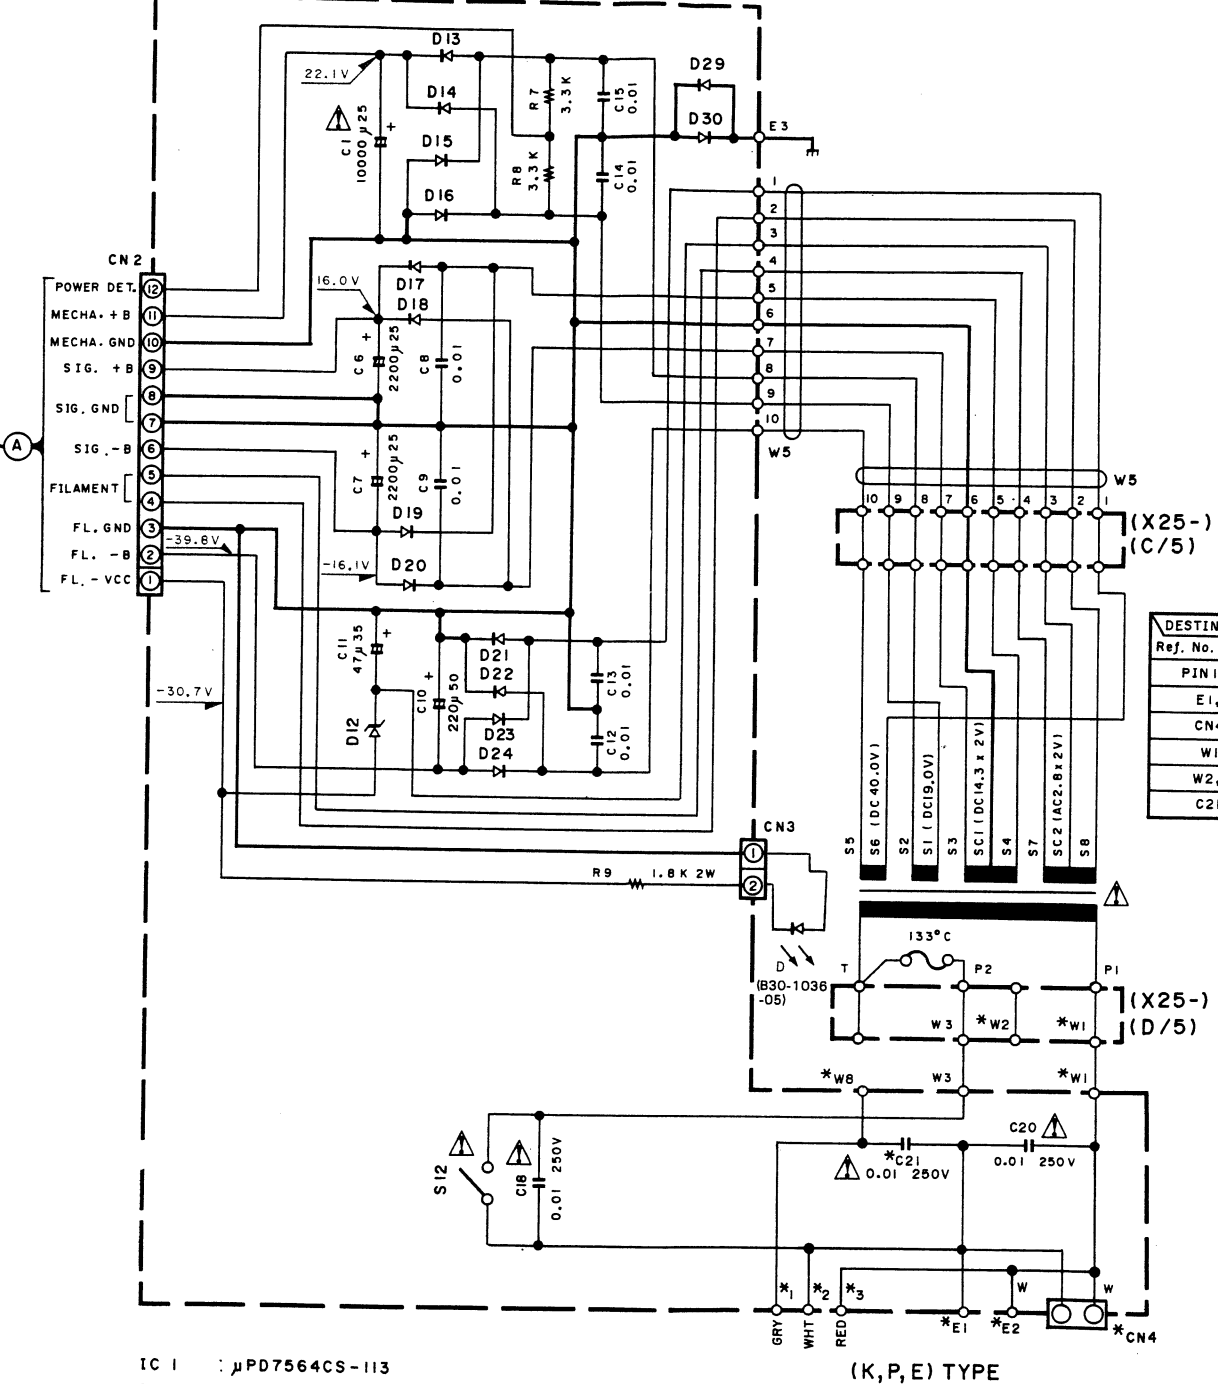 D13
22.1V
D14
D15
D16
C1 10000μ25
+
R7 3.3K
R8 3.3K
C15 0.01
C14 0.01
D29
D30
E3
CN2
POWER DET. 12
MECHA. +B 11
MECHA. GND 10
SIG. +B 9
SIG. GND 8
7
SIG. -B 6
FILAMENT 5
4
FL. GND 3
FL. -B 2
FL. -VCC 1
A
16.0V
D17
D18
C6 2200μ25
+
C8 0.01
C7 2200μ25
+
C9 0.01
D19
D20
-16.1V
-39.8V
-30.7V
C11 47μ35
+
D12
C10 220μ50
+
D21
D22
D23
D24
C13 0.01
C12 0.01
1
2
3
4
5
6
7
8
9
10
W5
W5
10 9 8 7 6 5 4 3 2 1
(X25-)
(C/5)
DESTIN
Ref. No.
PIN1
E1,
CN4
W1
W2,
C21
S5
S6 (DC40.0V)
S2
S1 (DC19.0V)
S3
SC1 (DC14.3 x 2V)
S4
S7
SC2 (AC2.8 x 2V)
S8
CN3
1
2
R9 1.8K 2W
D
(B30-1036
-05)
133°C
T
P2
P1
(X25-)
(D/5)
W3
*W2
*W1
*W8
W3
*W1
S12
C18 0.01 250V
*C21
0.01 250V
C20
0.01 250V
*1
*2
*3
GRY
WHT
RED
*E1
*E2
W
W
*CN4
IC1 : μPD7564CS-113
(K,P,E) TYPE